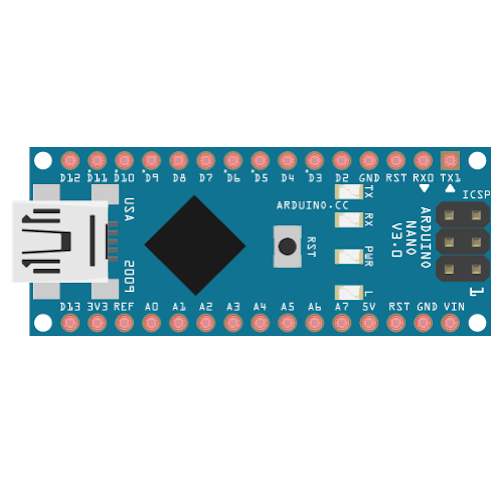 D12 D11 D10 D9 D8 D7 D6 D5 D4 D3 D2 GND RST RX0 TX1
ICSP
TX
RX
PWR
L
USA
2005
ARDUINO.CC
RST
ARDUINO
NANO
V3.0
1
D13 3V3 REF A0 A1 A2 A3 A4 A5 A6 A7 5V RST GND VIN